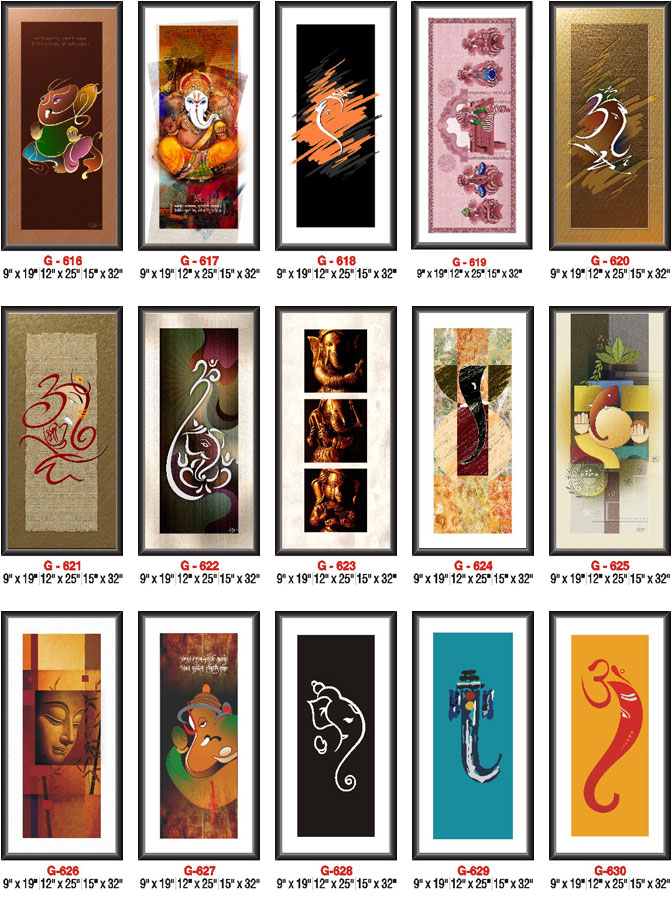 G - 616
G - 617
G - 618
G - 619
G - 620
9" x 19" 12" x 25" 15" x 32"
9" x 19" 12" x 25" 15" x 32"
9" x 19" 12" x 25" 15" x 32"
9" x 19" 12" x 25" 15" x 32"
9" x 19" 12" x 25" 15" x 32"
G - 621
G - 622
G - 623
G - 624
G - 625
9" x 19" 12" x 25" 15" x 32"
9" x 19" 12" x 25" 15" x 32"
9" x 19" 12" x 25" 15" x 32"
9" x 19" 12" x 25" 15" x 32"
9" x 19" 12" x 25" 15" x 32"
G-626
G-627
G-628
G-629
G-630
9" x 19" 12" x 25" 15" x 32"
9" x 19" 12" x 25" 15" x 32"
9" x 19" 12" x 25" 15" x 32"
9" x 19" 12" x 25" 15" x 32"
9" x 19" 12" x 25" 15" x 32"